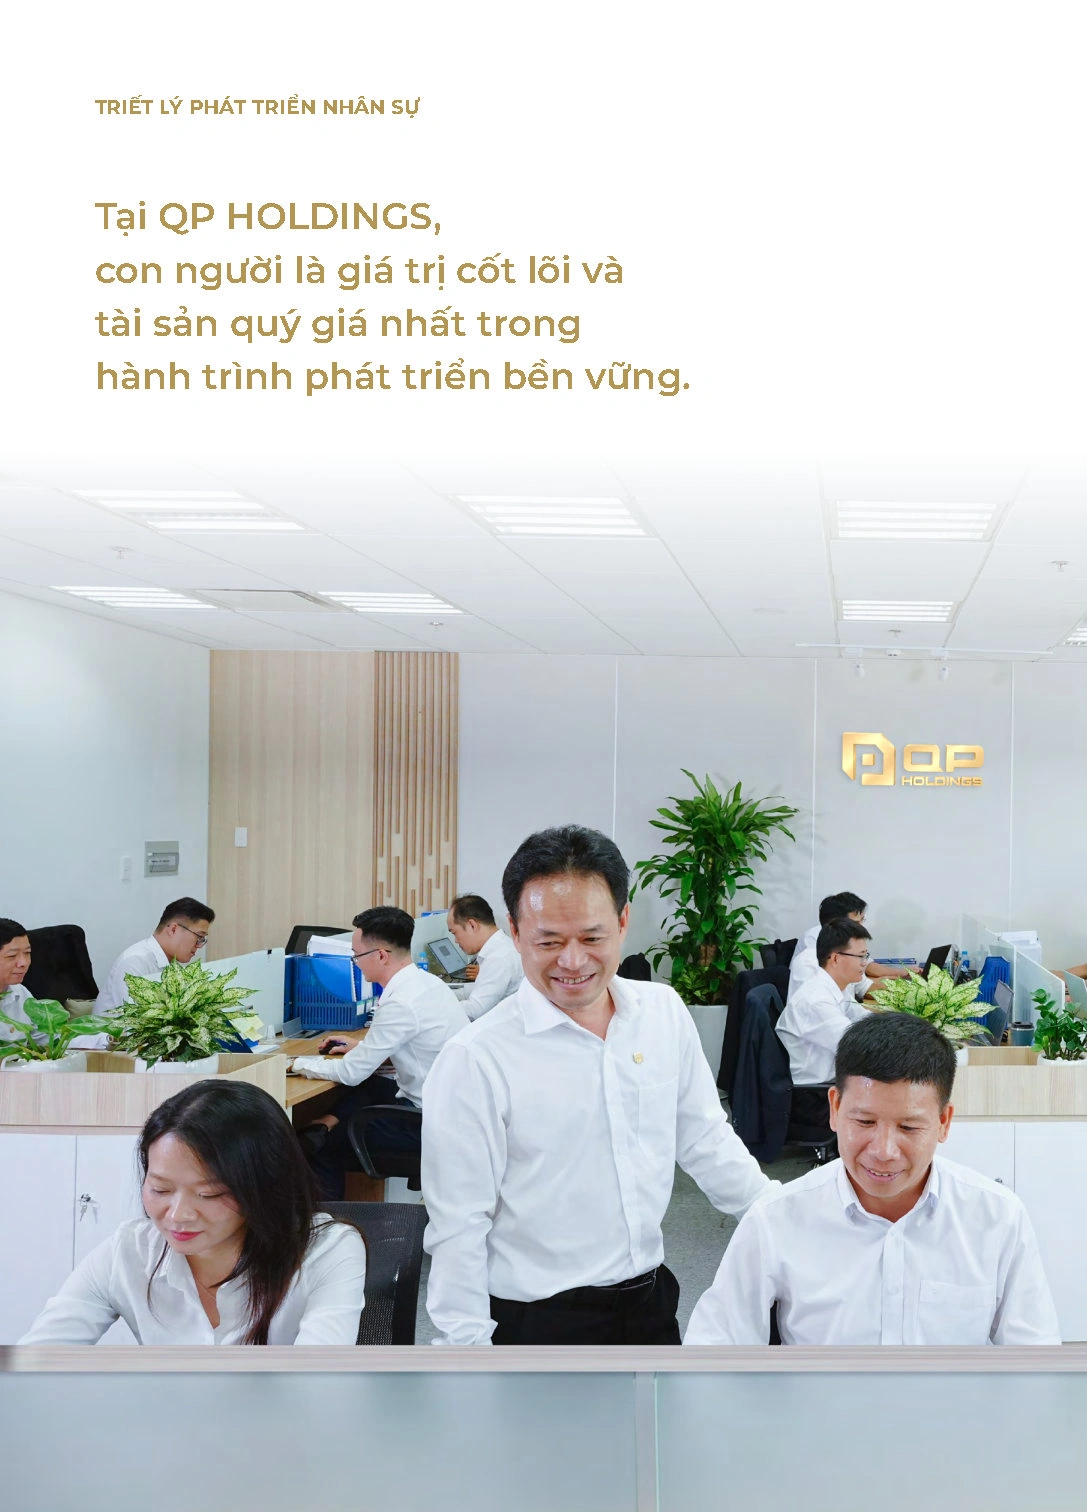 TRIẾT LÝ PHÁT TRIỂN NHÂN SỰ
Tại QP HOLDINGS,
con người là giá trị cốt lõi và
tài sản quý giá nhất trong
hành trình phát triển bền vững.
QP
HOLDINGS